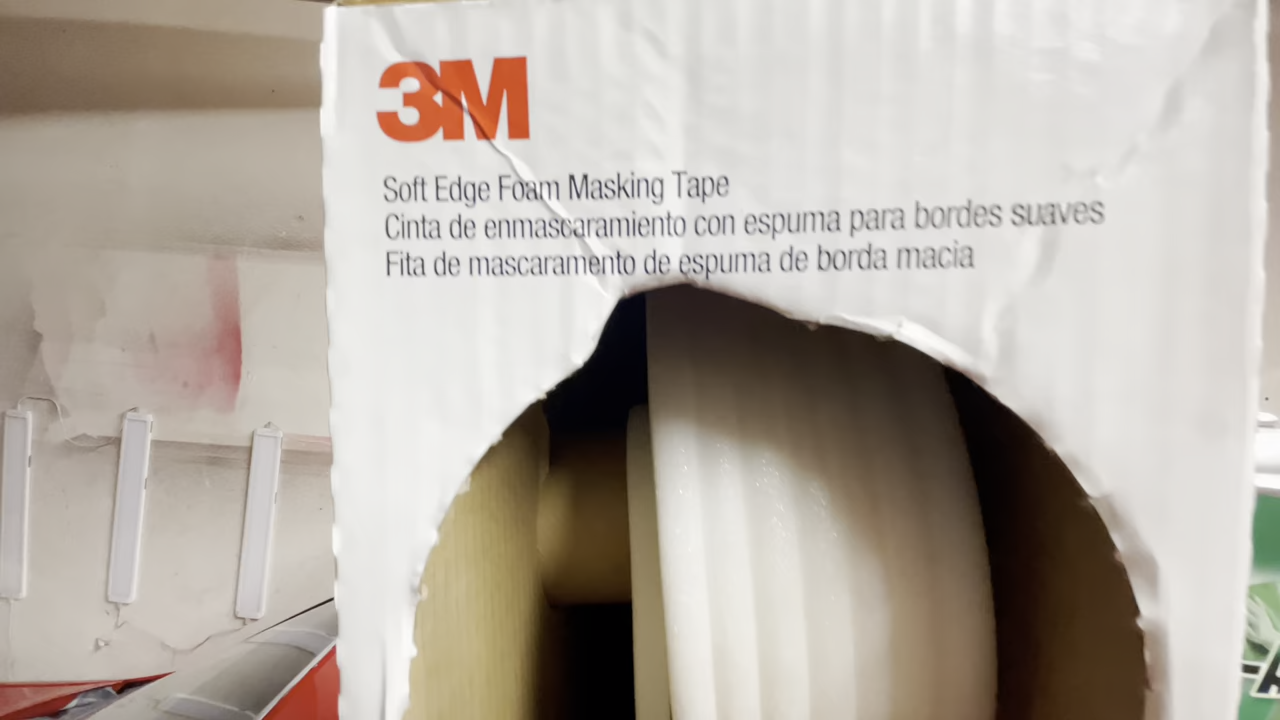 3M
Soft Edge Foam Masking Tape
Cinta de enmascaramiento con espuma para bordes suaves
Fita de mascaramento de espuma de borda macia